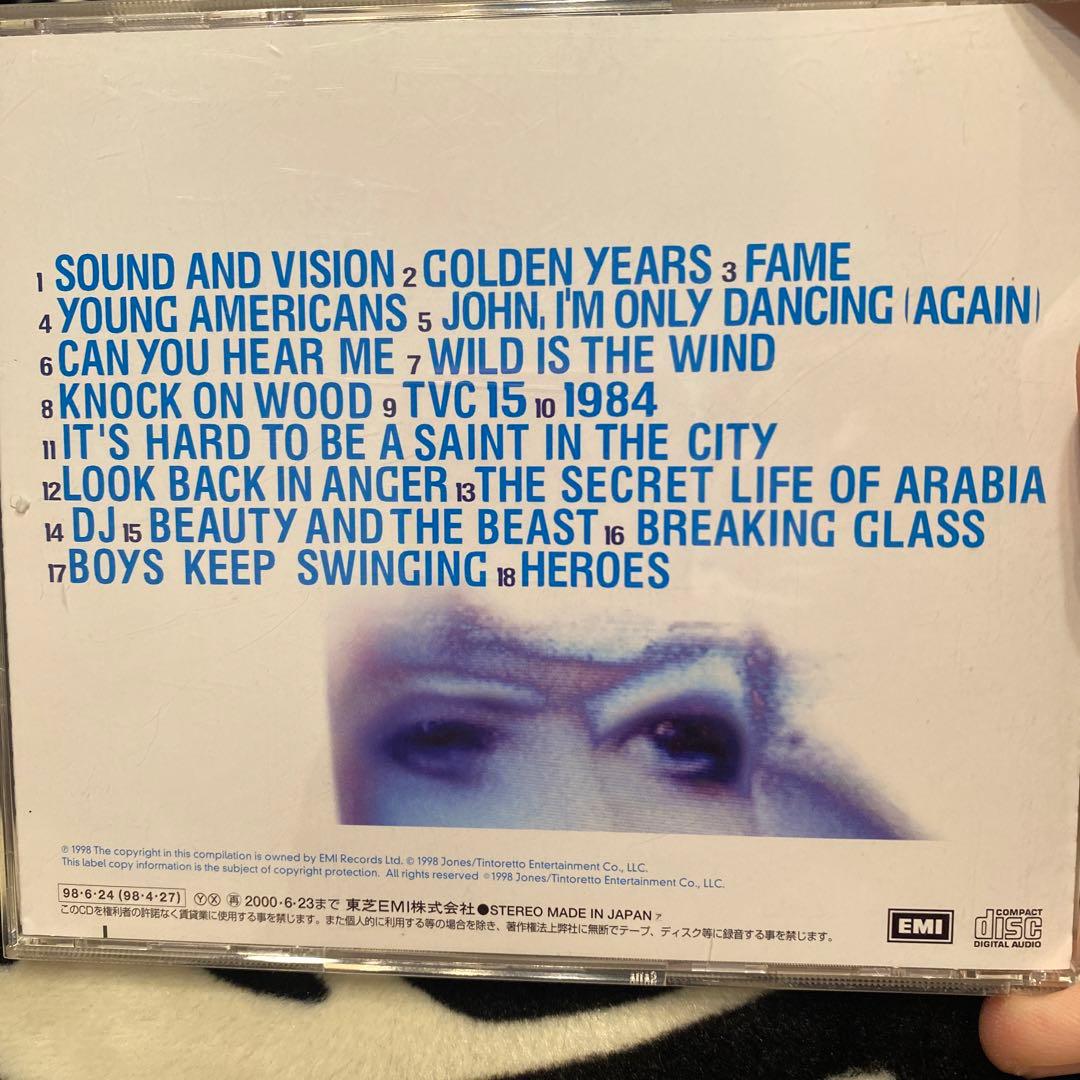 1 SOUND AND VISION 2 GOLDEN YEARS 3 FAME
4 YOUNG AMERICANS 5 JOHN, I'M ONLY DANCING (AGAIN)
6 CAN YOU HEAR ME 7 WILD IS THE WIND
8 KNOCK ON WOOD 9 TVC 15 10 1984
11 IT'S HARD TO BE A SAINT IN THE CITY
12 LOOK BACK IN ANGER 13 THE SECRET LIFE OF ARABIA
14 DJ 15 BEAUTY AND THE BEAST 16 BREAKING GLASS
17 BOYS KEEP SWINGING 18 HEROES
℗ 1998 The copyright in this compilation is owned by EMI Records Ltd. © 1998 Jones/Tintoretto Entertainment Co., LLC.
This label copy information is the subject of copyright protection. All rights reserved ©1998 Jones/Tintoretto Entertainment Co., LLC.
98・6・24 (98・4・27) Ⓨ Ⓧ ㊥ 2000・6・23まで 東芝EMI株式会社 ●STEREO MADE IN JAPAN ァ
このCDを権利者の許諾なく賃貸業に使用する事を禁じます。また個人的に利用する等の場合を除き、著作権法上弊社に無断でテープ、ディスク等に録音する事を禁じます。
EMI
COMPACT
disc
DIGITAL AUDIO